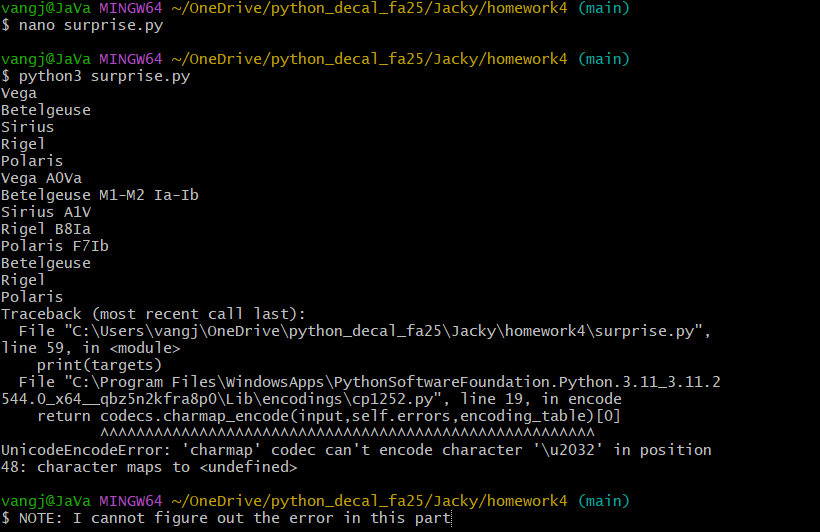 vangj@JaVa MINGW64 ~/OneDrive/python_decal_fa25/Jacky/homework4 (main)
$ nano surprise.py

vangj@JaVa MINGW64 ~/OneDrive/python_decal_fa25/Jacky/homework4 (main)
$ python3 surprise.py
Vega
Betelgeuse
Sirius
Rigel
Polaris
Vega A0Va
Betelgeuse M1-M2 Ia-Ib
Sirius A1V
Rigel B8Ia
Polaris F7Ib
Betelgeuse
Rigel
Polaris
Traceback (most recent call last):
  File "C:\Users\vangj\OneDrive\python_decal_fa25\Jacky\homework4\surprise.py",
line 59, in <module>
    print(targets)
  File "C:\Program Files\WindowsApps\PythonSoftwareFoundation.Python.3.11_3.11.2
544.0_x64__qbz5n2kfra8p0\Lib\encodings\cp1252.py", line 19, in encode
    return codecs.charmap_encode(input,self.errors,encoding_table)[0]
           ^^^^^^^^^^^^^^^^^^^^^^^^^^^^^^^^^^^^^^^^^^^^^^^^^^^^^^^
UnicodeEncodeError: 'charmap' codec can't encode character '\u2032' in position
48: character maps to <undefined>

vangj@JaVa MINGW64 ~/OneDrive/python_decal_fa25/Jacky/homework4 (main)
$ NOTE: I cannot figure out the error in this part